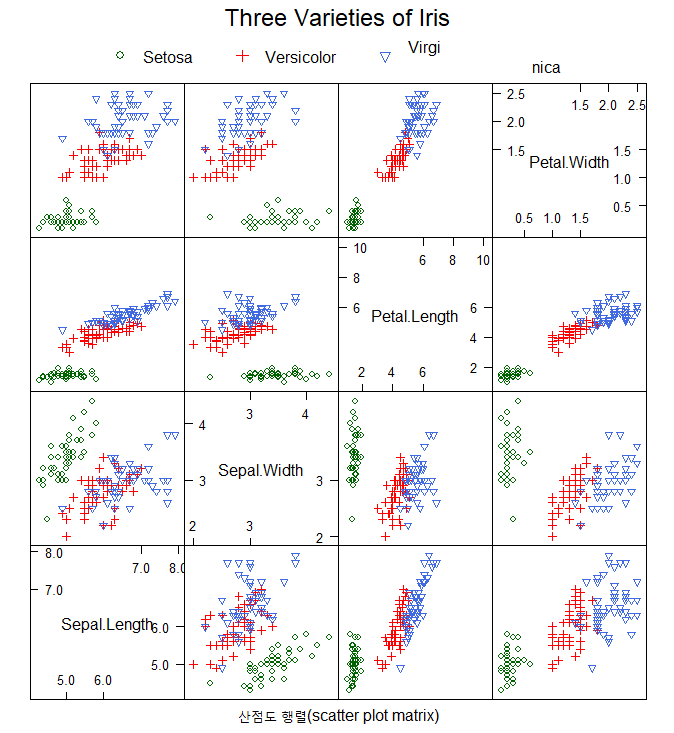 Three Varieties of Iris
Setosa Versicolor Virgi
nica
2.5 1.5 2.0 2.5
2.0
1.5 Petal.Width
1.0
0.5
0.5 1.0 1.5
10 6 8 10
8
6 6
Petal.Length
4
2
2 4 6
4 3 4
3 Sepal.Width 3
2 3 2
8.0 7.0 8.0
7.0
Sepal.Length 6.0
5.0
5.0 6.0
산점도 행렬(scatter plot matrix)